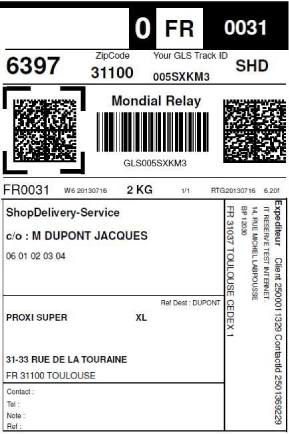 0 FR 0031
ZipCode Your GLS Track ID
6397 31100 005SXKM3 SHD
Mondial Relay
GLS005SXKM3
FR0031 W6 20130716 2 KG 1/1 RTG20130716 6.20f
ShopDelivery-Service
c/o : M DUPONT JACQUES
06 01 02 03 04
Ref Dest : DUPONT
PROXI SUPER XL
31-33 RUE DE LA TOURAINE
FR 31100 TOULOUSE
Contact :
Tel :
Note :
Ref :
Expediteur Client 2500011329 ContactId 2501369229
IT RESERVE TEST INTERNET
14, RUE MICHEL LABROUSSE
BP 12030
FR 31037 TOULOUSE CEDEX 1